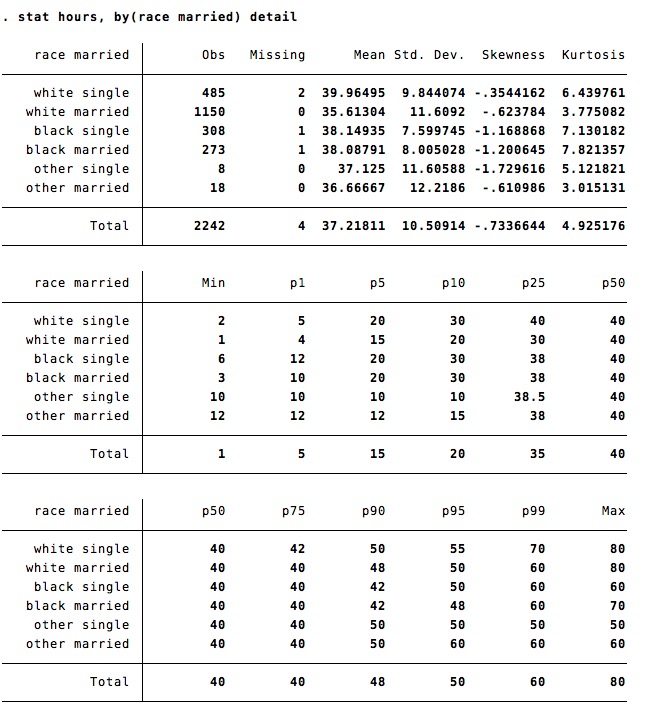 . stat hours, by(race married) detail
race married Obs Missing Mean Std. Dev. Skewness Kurtosis
white single 485 2 39.96495 9.844074 -.3544162 6.439761
white married 1150 0 35.61304 11.6092 -.623784 3.775082
black single 308 1 38.14935 7.599745 -1.168868 7.130182
black married 273 1 38.08791 8.005028 -1.200645 7.821357
other single 8 0 37.125 11.60588 -1.729616 5.121821
other married 18 0 36.66667 12.2186 -.610986 3.015131
Total 2242 4 37.21811 10.50914 -.7336644 4.925176
race married Min p1 p5 p10 p25 p50
white single 2 5 20 30 40 40
white married 1 4 15 20 30 40
black single 6 12 20 30 38 40
black married 3 10 20 30 38 40
other single 10 10 10 10 38.5 40
other married 12 12 12 15 38 40
Total 1 5 15 20 35 40
race married p50 p75 p90 p95 p99 Max
white single 40 42 50 55 70 80
white married 40 40 48 50 60 80
black single 40 40 42 50 60 60
black married 40 40 42 48 60 70
other single 40 40 50 50 50 50
other married 40 40 50 60 60 60
Total 40 40 48 50 60 80